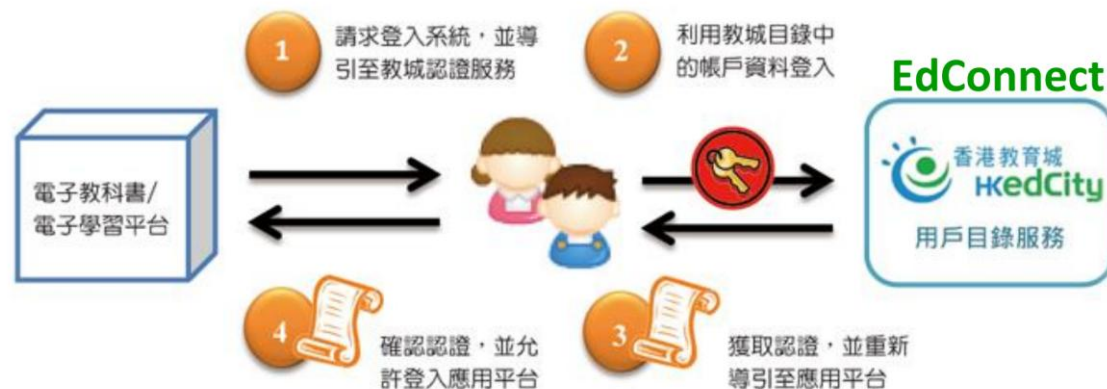 1
請求登入系統，並導
引至教城認證服務
2
利用教城目錄中
的帳戶資料登入
EdConnect
電子教科書/
電子學習平台
香港教育城
HKedCity
用戶目錄服務
4
確認認證，並允
許登入應用平台
3
獲取認證，並重新
導引至應用平台